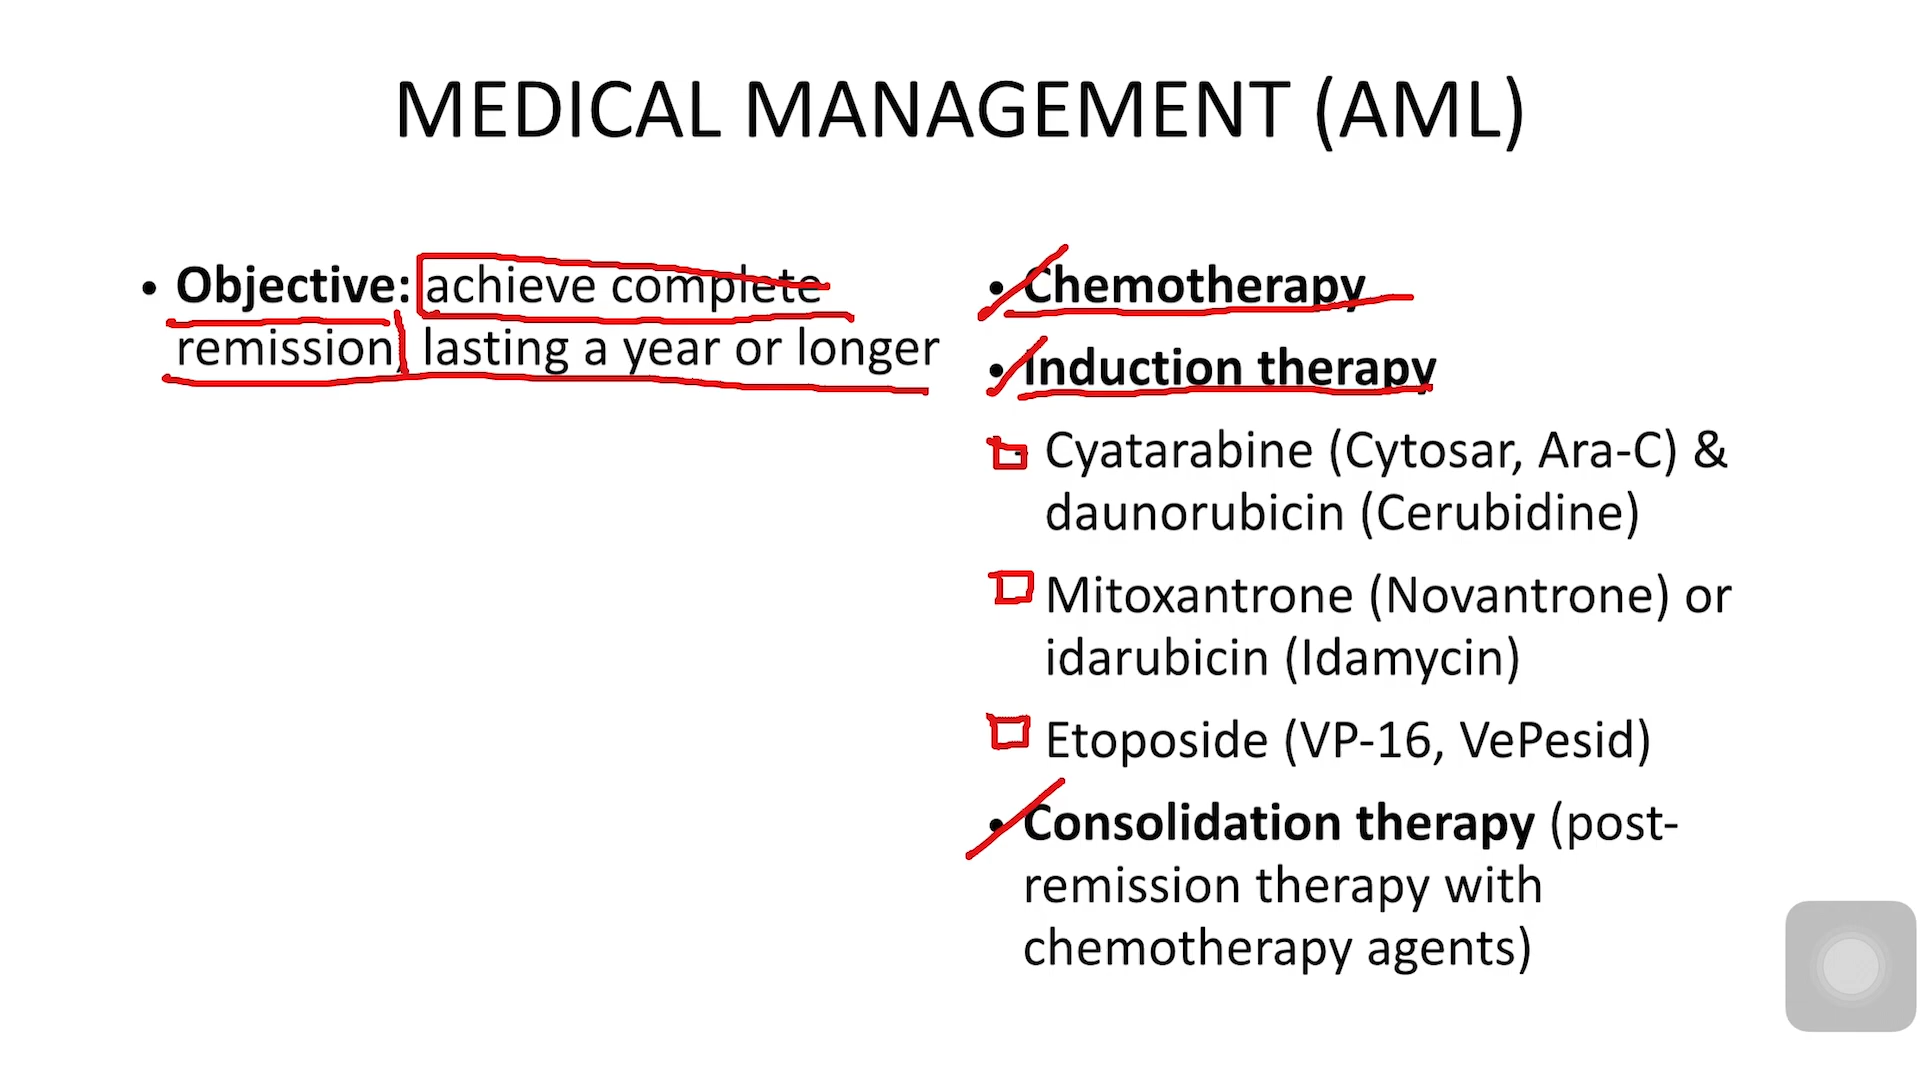 MEDICAL MANAGEMENT (AML)
• Objective: achieve complete
remission, lasting a year or longer
• Chemotherapy
• Induction therapy
Cyatarabine (Cytosar, Ara-C) &
daunorubicin (Cerubidine)
Mitoxantrone (Novantrone) or
idarubicin (Idamycin)
Etoposide (VP-16, VePesid)
• Consolidation therapy (post-
remission therapy with
chemotherapy agents)